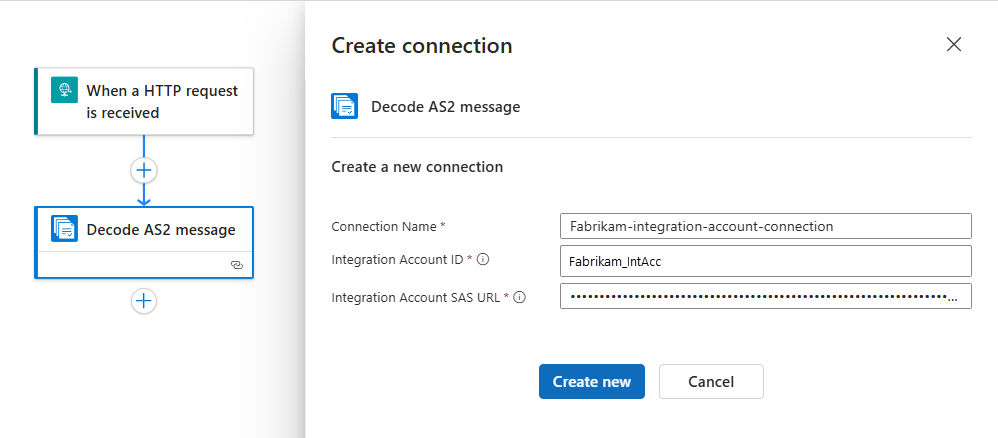 When a HTTP request
is received
Decode AS2 message
Create connection
Decode AS2 message
Create a new connection
Connection Name * Fabrikam-integration-account-connection
Integration Account ID * Fabrikam_IntAcc
Integration Account SAS URL * ••••••••••••••••••••••••••••••••••••••••••••••••••••••••••••••••...
Create new Cancel